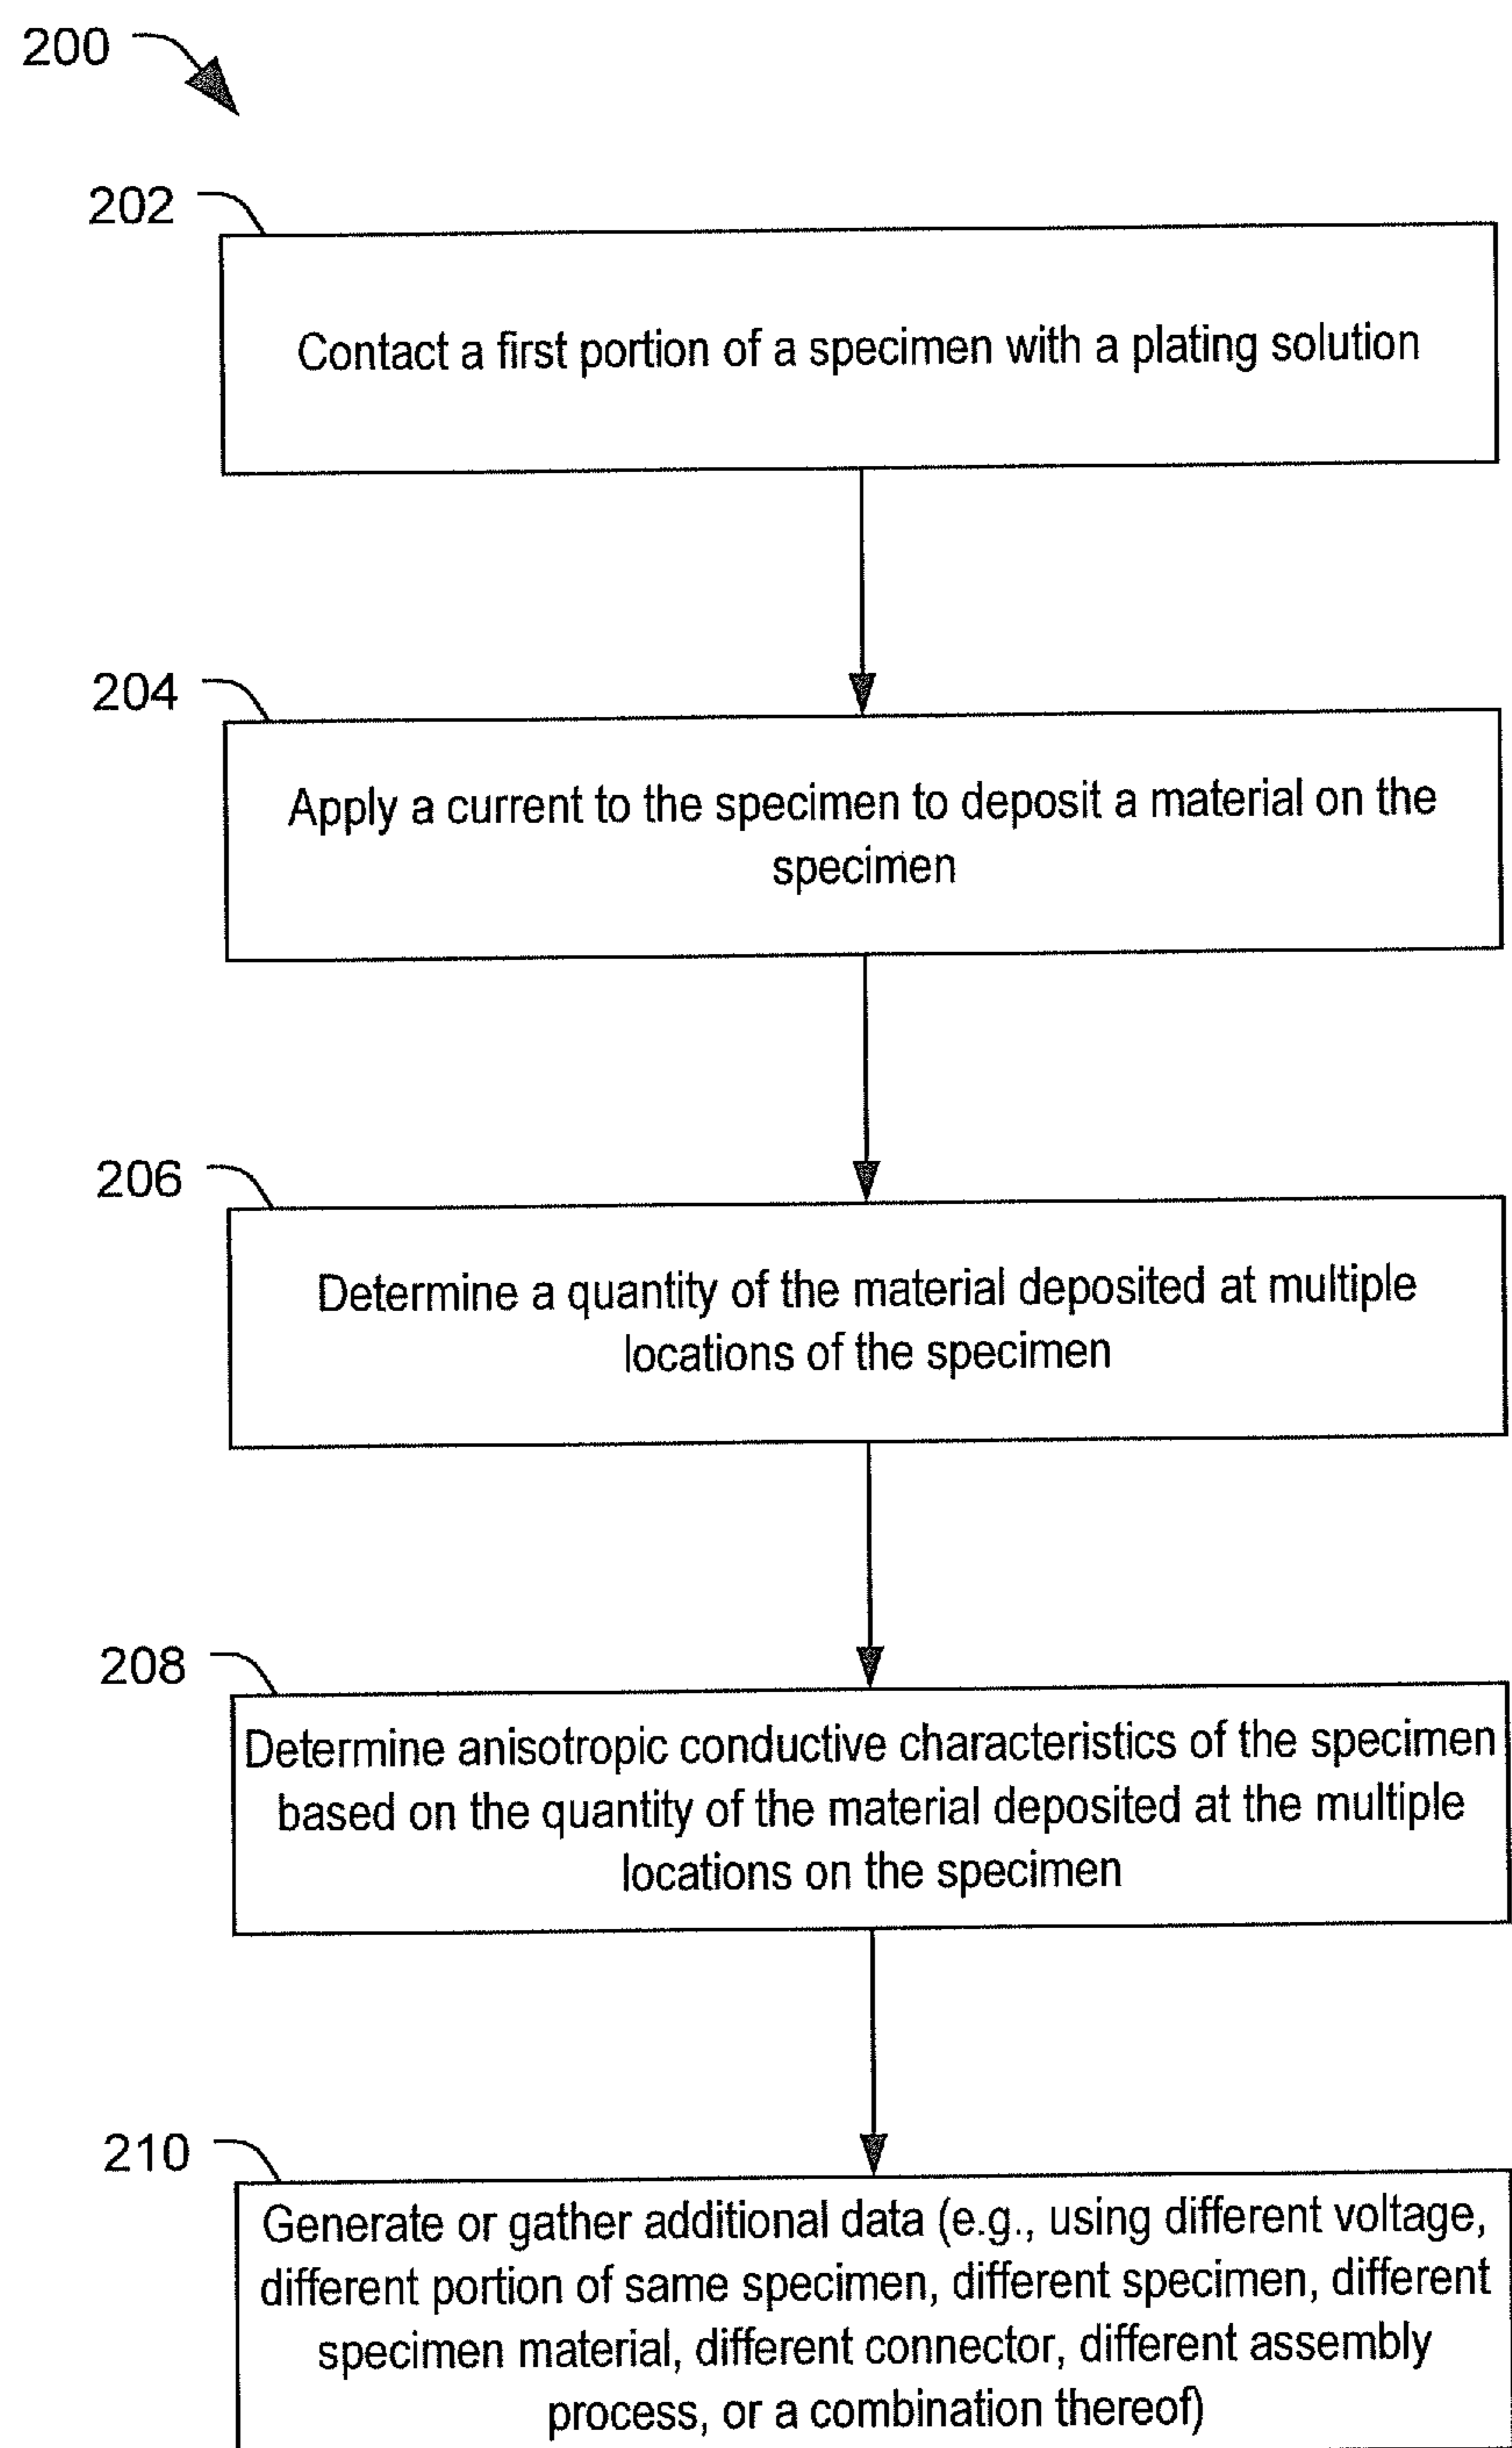 200
202
Contact a first portion of a specimen with a plating solution
204
Apply a current to the specimen to deposit a material on the
specimen
206
Determine a quantity of the material deposited at multiple
locations of the specimen
208
Determine anisotropic conductive characteristics of the specimen
based on the quantity of the material deposited at the multiple
locations on the specimen
210
Generate or gather additional data (e.g., using different voltage,
different portion of same specimen, different specimen, different
specimen material, different connector, different assembly
process, or a combination thereof)